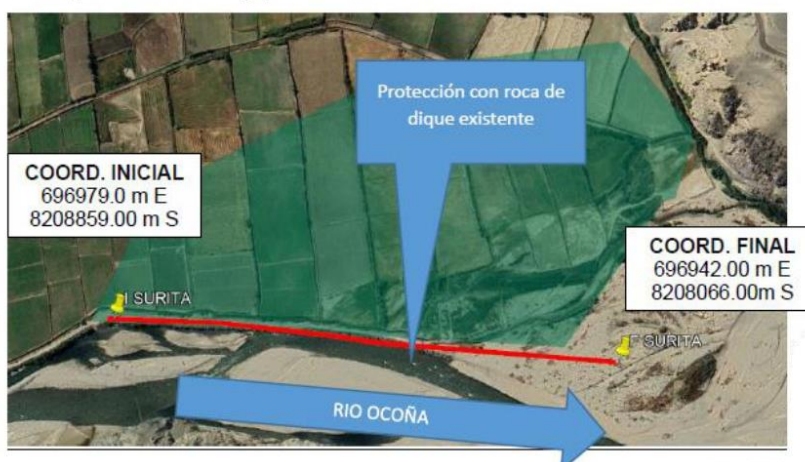 Protección con roca de
dique existente
COORD. INICIAL
696979.0 m E
8208859.00 m S
COORD. FINAL
696942.00 m E
8208066.00m S
I SURITA
F SURITA
RIO OCOÑA